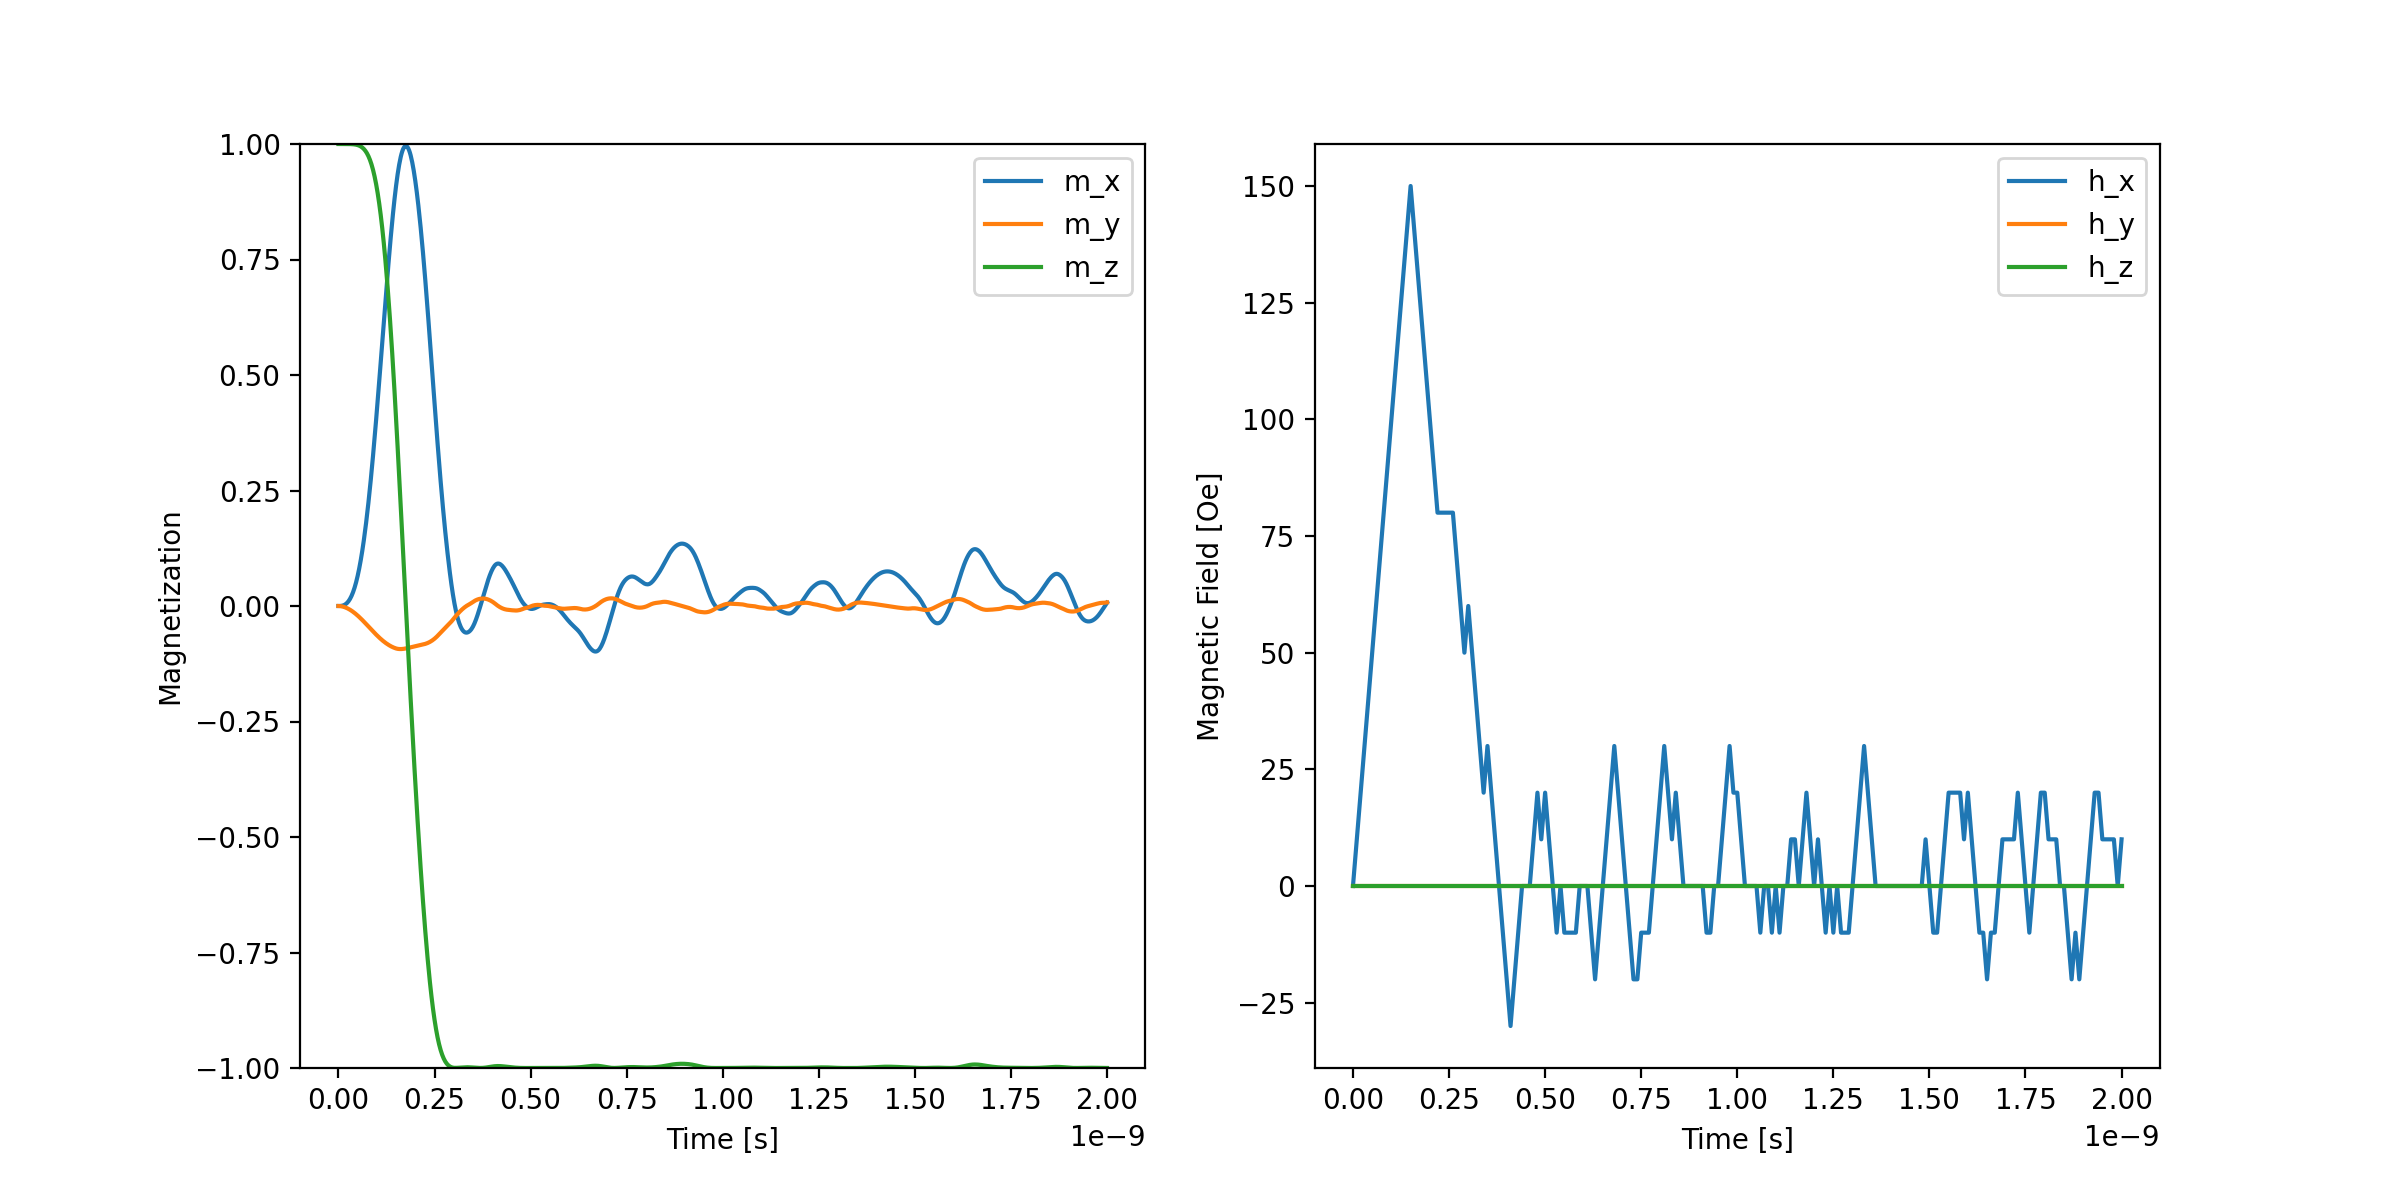 1.00
0.75
0.50
0.25
0.00
−0.25
−0.50
−0.75
−1.00
Magnetization
m_x
m_y
m_z
0.00 0.25 0.50 0.75 1.00 1.25 1.50 1.75 2.00
Time [s]
1e−9
150
125
100
75
50
25
0
−25
Magnetic Field [Oe]
h_x
h_y
h_z
0.00 0.25 0.50 0.75 1.00 1.25 1.50 1.75 2.00
Time [s]
1e−9